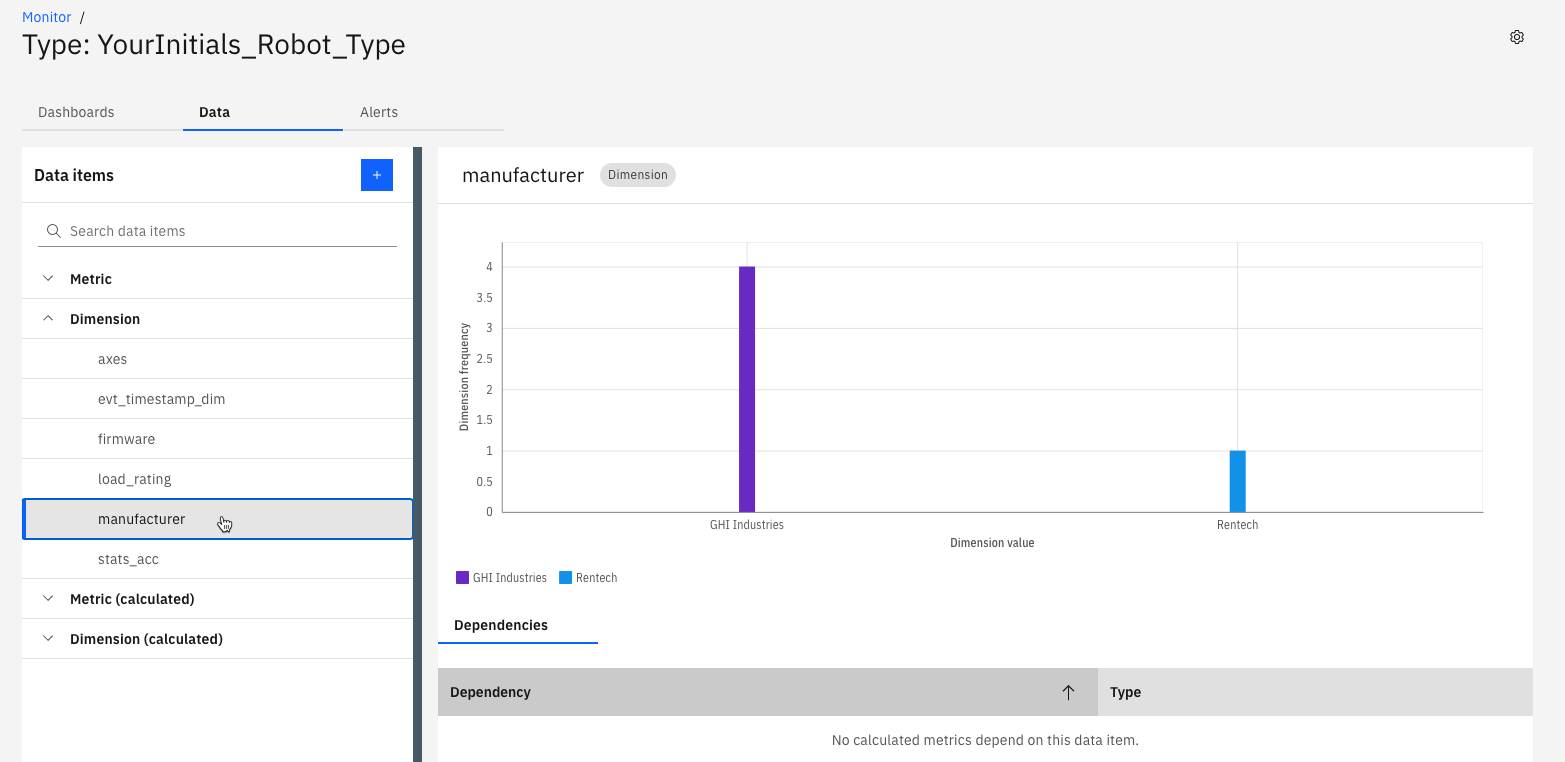 Monitor /
Type: YourInitials_Robot_Type
Dashboards Data Alerts
Data items
+
Search data items
Metric
Dimension
axes
evt_timestamp_dim
firmware
load_rating
manufacturer
stats_acc
Metric (calculated)
Dimension (calculated)
manufacturer Dimension
Dimension frequency
4
3.5
3
2.5
2
1.5
1
0.5
0
GHI Industries Rentech
Dimension value
GHI Industries Rentech
Dependencies
Dependency Type
No calculated metrics depend on this data item.